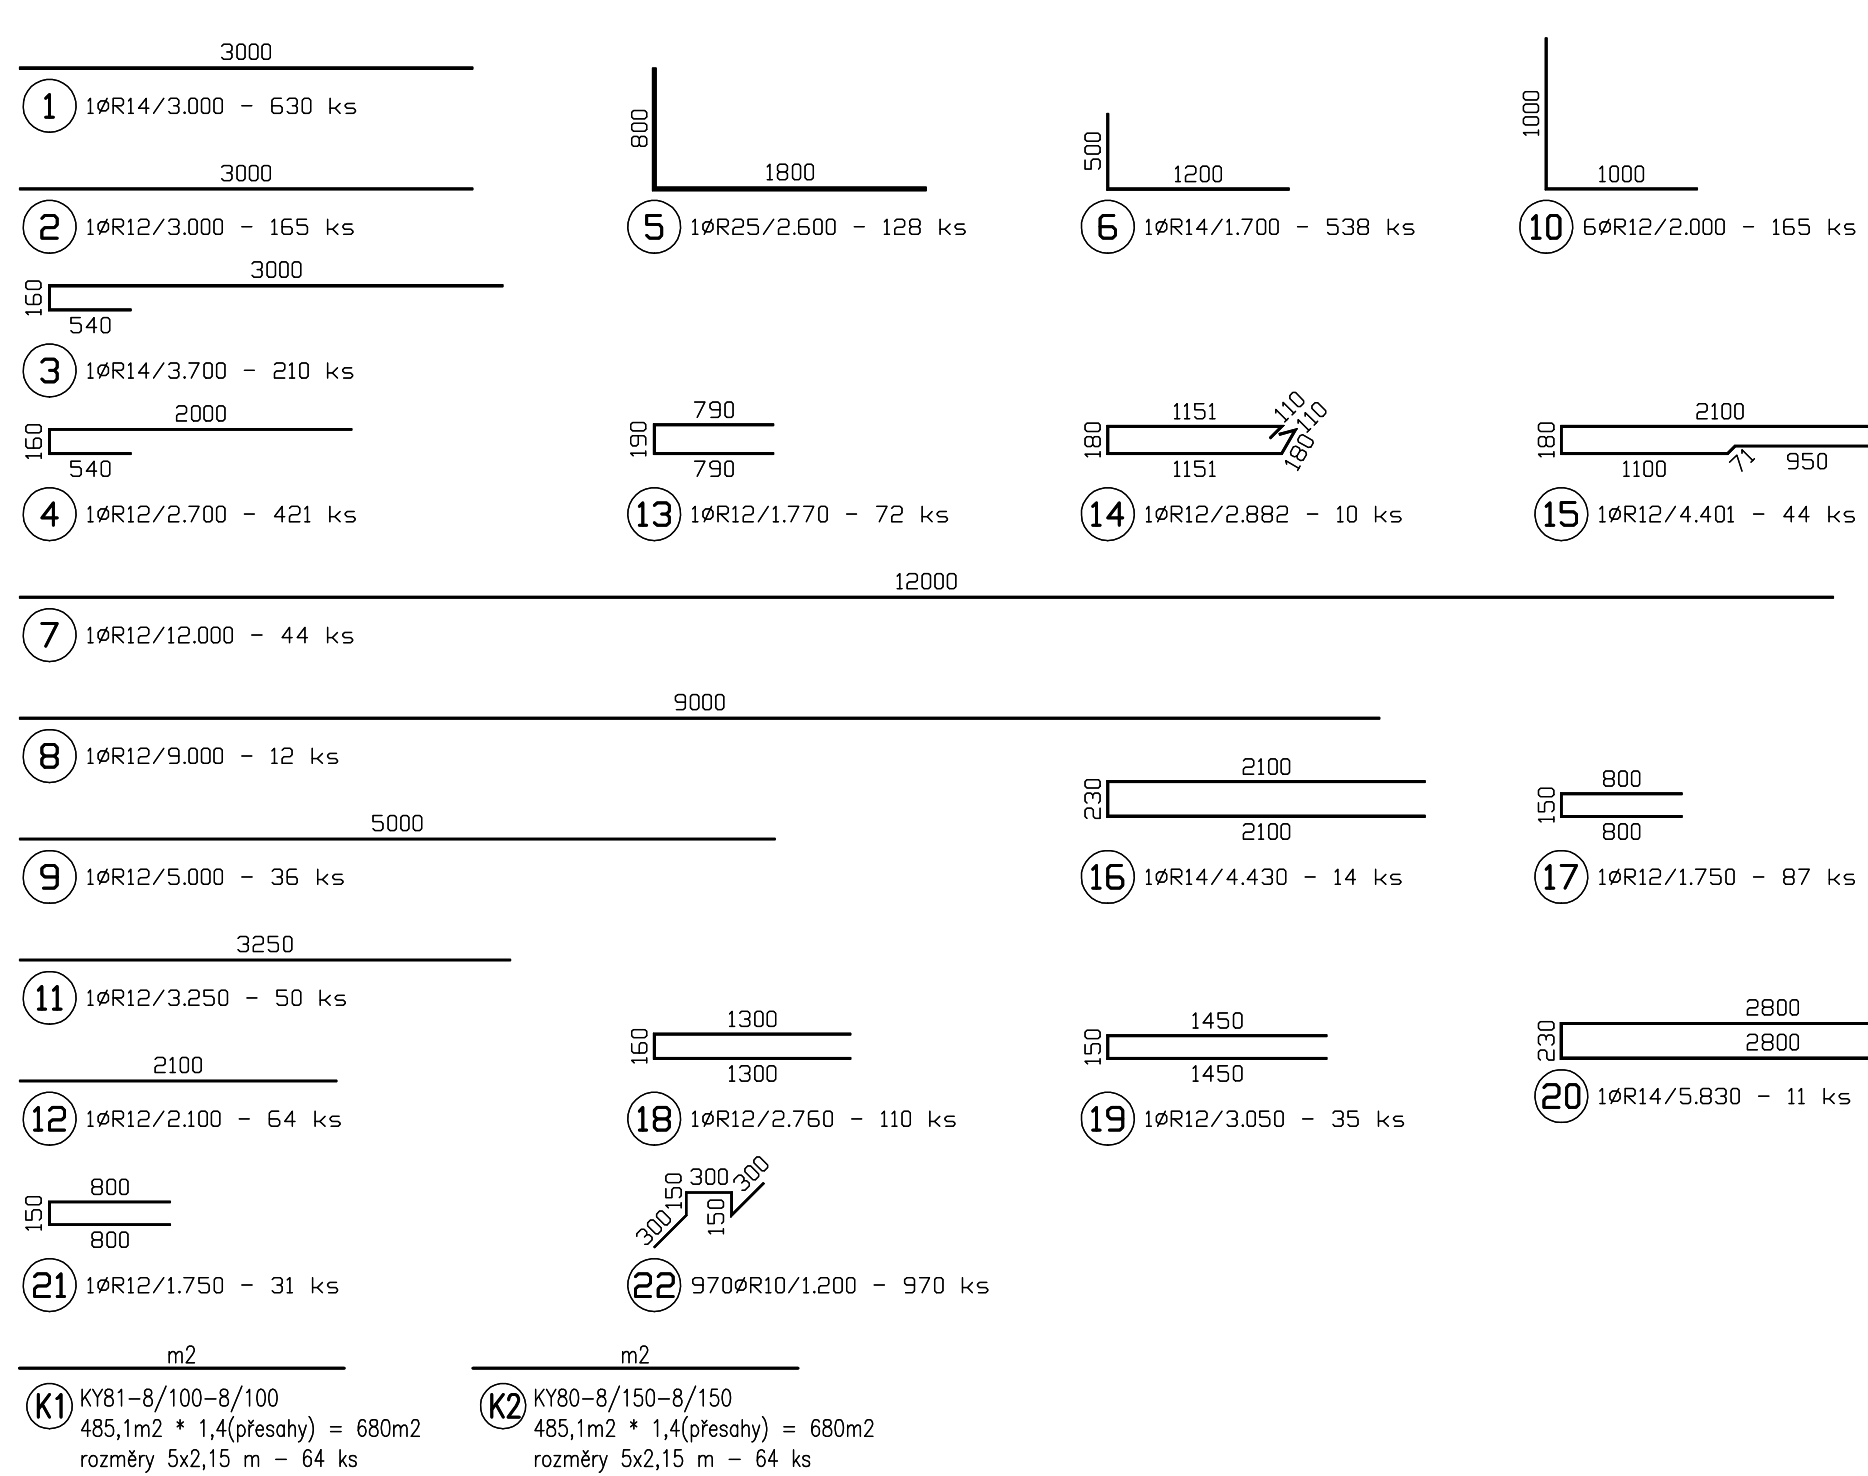 3000
1 1øR14/3.000 - 630 ks
3000
2 1øR12/3.000 - 165 ks
800
1800
5 1øR25/2.600 - 128 ks
500
1200
6 1øR14/1.700 - 538 ks
1000
1000
10 6øR12/2.000 - 165 ks
3000
160
540
3 1øR14/3.700 - 210 ks
2000
160
540
4 1øR12/2.700 - 421 ks
790
190
790
13 1øR12/1.770 - 72 ks
1151
110
110
180
180
1151
14 1øR12/2.882 - 10 ks
2100
180
1100
71
950
15 1øR12/4.401 - 44 ks
12000
7 1øR12/12.000 - 44 ks
9000
8 1øR12/9.000 - 12 ks
5000
9 1øR12/5.000 - 36 ks
2100
230
2100
16 1øR14/4.430 - 14 ks
800
150
800
17 1øR12/1.750 - 87 ks
3250
11 1øR12/3.250 - 50 ks
2100
12 1øR12/2.100 - 64 ks
1300
160
1300
18 1øR12/2.760 - 110 ks
1450
150
1450
19 1øR12/3.050 - 35 ks
2800
230
2800
20 1øR14/5.830 - 11 ks
800
150
800
21 1øR12/1.750 - 31 ks
300
150
300
150
300
22 970øR10/1.200 - 970 ks
m2
K1 KY81-8/100-8/100
485,1m2 * 1,4(přesahy) = 680m2
rozměry 5x2,15 m - 64 ks
m2
K2 KY80-8/150-8/150
485,1m2 * 1,4(přesahy) = 680m2
rozměry 5x2,15 m - 64 ks